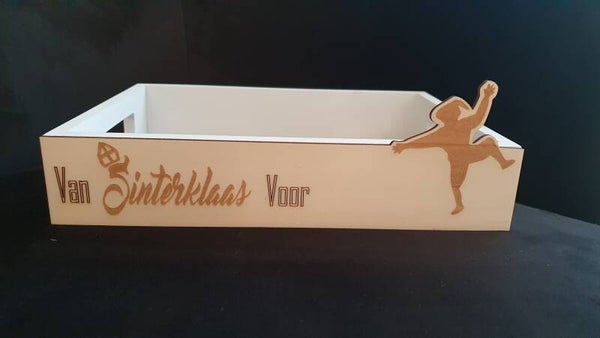 Van Sinterklaas Voor